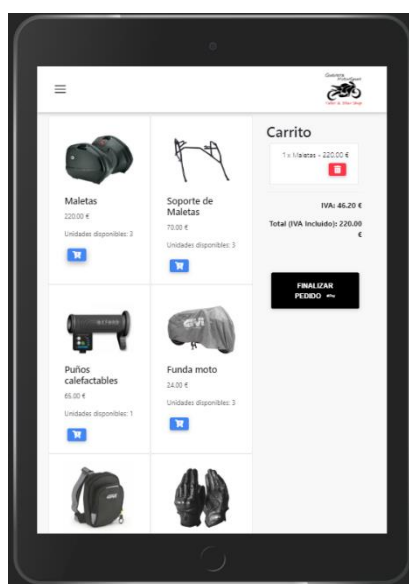 Maletas
220.00 €
Unidades disponibles: 3
Soporte de
Maletas
70.00 €
Unidades disponibles: 3
Puños
calefactables
65.00 €
Unidades disponibles: 1
Funda moto
24.00 €
Unidades disponibles: 3
GIVI
Carrito
1 x Maletas - 220.00 €
IVA: 46.20 €
Total (IVA Incluido): 220.00
€
FINALIZAR
PEDIDO